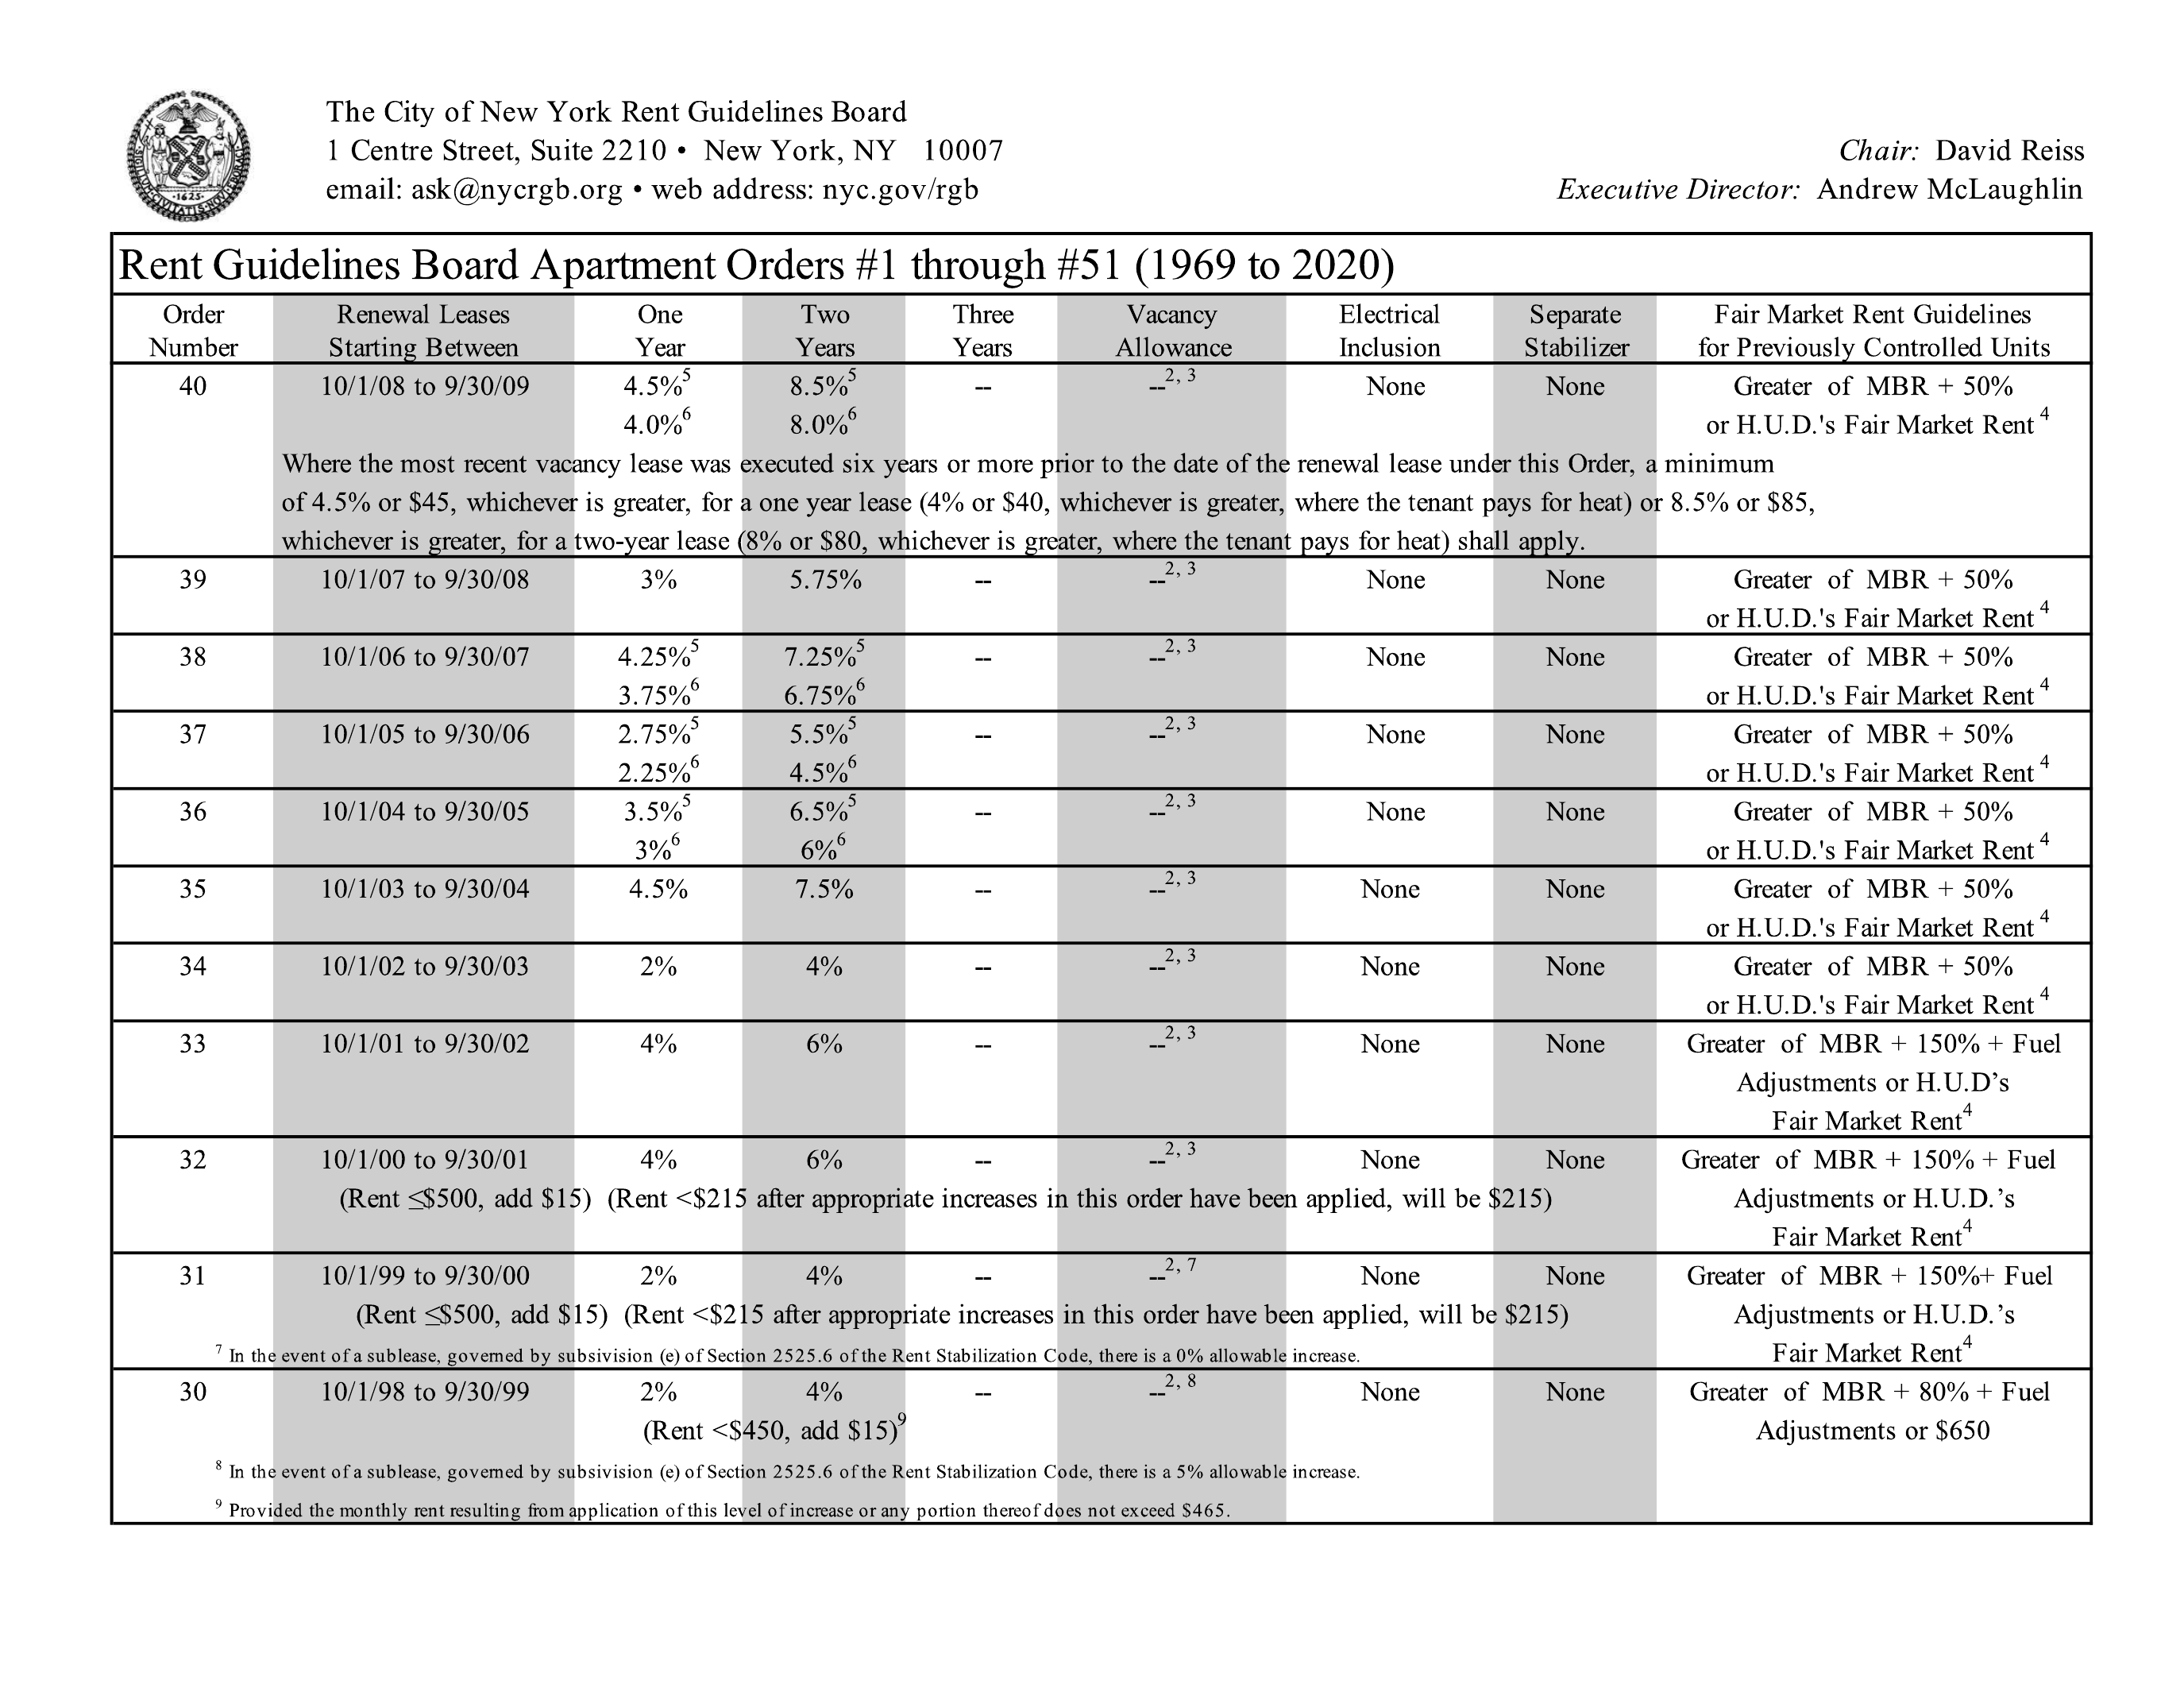 The City of New York Rent Guidelines Board
1 Centre Street, Suite 2210 • New York, NY 10007
email: ask@nycrgb.org • web address: nyc.gov/rgb
Chair: David Reiss
Executive Director: Andrew McLaughlin
Rent Guidelines Board Apartment Orders #1 through #51 (1969 to 2020)
Order Number | Renewal Leases Starting Between | One Year | Two Years | Three Years | Vacancy Allowance | Electrical Inclusion | Separate Stabilizer | Fair Market Rent Guidelines for Previously Controlled Units
40 10/1/08 to 9/30/09 4.5%5 8.5%5 -- --2, 3 None None Greater of MBR + 50%
4.0%6 8.0%6 or H.U.D.'s Fair Market Rent 4
Where the most recent vacancy lease was executed six years or more prior to the date of the renewal lease under this Order, a minimum
of 4.5% or $45, whichever is greater, for a one year lease (4% or $40, whichever is greater, where the tenant pays for heat) or 8.5% or $85,
whichever is greater, for a two-year lease (8% or $80, whichever is greater, where the tenant pays for heat) shall apply.
39 10/1/07 to 9/30/08 3% 5.75% -- --2, 3 None None Greater of MBR + 50%
or H.U.D.'s Fair Market Rent 4
38 10/1/06 to 9/30/07 4.25%5 7.25%5 -- --2, 3 None None Greater of MBR + 50%
3.75%6 6.75%6 or H.U.D.'s Fair Market Rent 4
37 10/1/05 to 9/30/06 2.75%5 5.5%5 -- --2, 3 None None Greater of MBR + 50%
2.25%6 4.5%6 or H.U.D.'s Fair Market Rent 4
36 10/1/04 to 9/30/05 3.5%5 6.5%5 -- --2, 3 None None Greater of MBR + 50%
3%6 6%6 or H.U.D.'s Fair Market Rent 4
35 10/1/03 to 9/30/04 4.5% 7.5% -- --2, 3 None None Greater of MBR + 50%
or H.U.D.'s Fair Market Rent 4
34 10/1/02 to 9/30/03 2% 4% -- --2, 3 None None Greater of MBR + 50%
or H.U.D.'s Fair Market Rent 4
33 10/1/01 to 9/30/02 4% 6% -- --2, 3 None None Greater of MBR + 150% + Fuel
Adjustments or H.U.D’s
Fair Market Rent4
32 10/1/00 to 9/30/01 4% 6% -- --2, 3 None None Greater of MBR + 150% + Fuel
(Rent ≤$500, add $15) (Rent <$215 after appropriate increases in this order have been applied, will be $215) Adjustments or H.U.D.’s
Fair Market Rent4
31 10/1/99 to 9/30/00 2% 4% -- --2, 7 None None Greater of MBR + 150%+ Fuel
(Rent ≤$500, add $15) (Rent <$215 after appropriate increases in this order have been applied, will be $215) Adjustments or H.U.D.’s
7 In the event of a sublease, governed by subsivision (e) of Section 2525.6 of the Rent Stabilization Code, there is a 0% allowable increase. Fair Market Rent4
30 10/1/98 to 9/30/99 2% 4% -- --2, 8 None None Greater of MBR + 80% + Fuel
(Rent <$450, add $15)9 Adjustments or $650
8 In the event of a sublease, governed by subsivision (e) of Section 2525.6 of the Rent Stabilization Code, there is a 5% allowable increase.
9 Provided the monthly rent resulting from application of this level of increase or any portion thereof does not exceed $465.